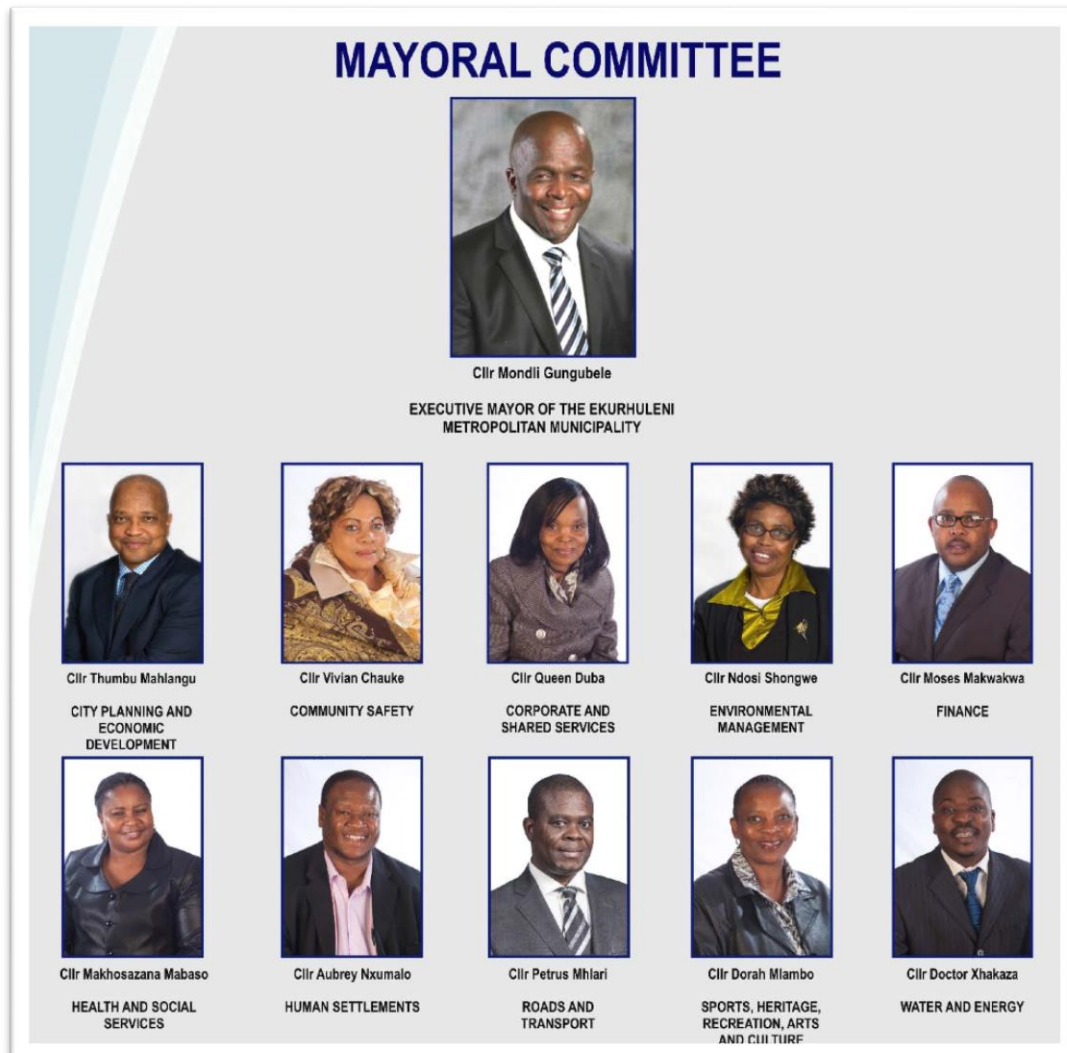 MAYORAL COMMITTEE
Cllr Mondli Gungubele
EXECUTIVE MAYOR OF THE EKURHULENI
METROPOLITAN MUNICIPALITY
Cllr Thumbu Mahlangu
CITY PLANNING AND
ECONOMIC
DEVELOPMENT
Cllr Vivian Chauke
COMMUNITY SAFETY
Cllr Queen Duba
CORPORATE AND
SHARED SERVICES
Cllr Ndosi Shongwe
ENVIRONMENTAL
MANAGEMENT
Cllr Moses Makwakwa
FINANCE
Cllr Makhosazana Mabaso
HEALTH AND SOCIAL
SERVICES
Cllr Aubrey Nxumalo
HUMAN SETTLEMENTS
Cllr Petrus Mhlari
ROADS AND
TRANSPORT
Cllr Dorah Mlambo
SPORTS, HERITAGE,
RECREATION, ARTS
AND CULTURE
Cllr Doctor Xhakaza
WATER AND ENERGY